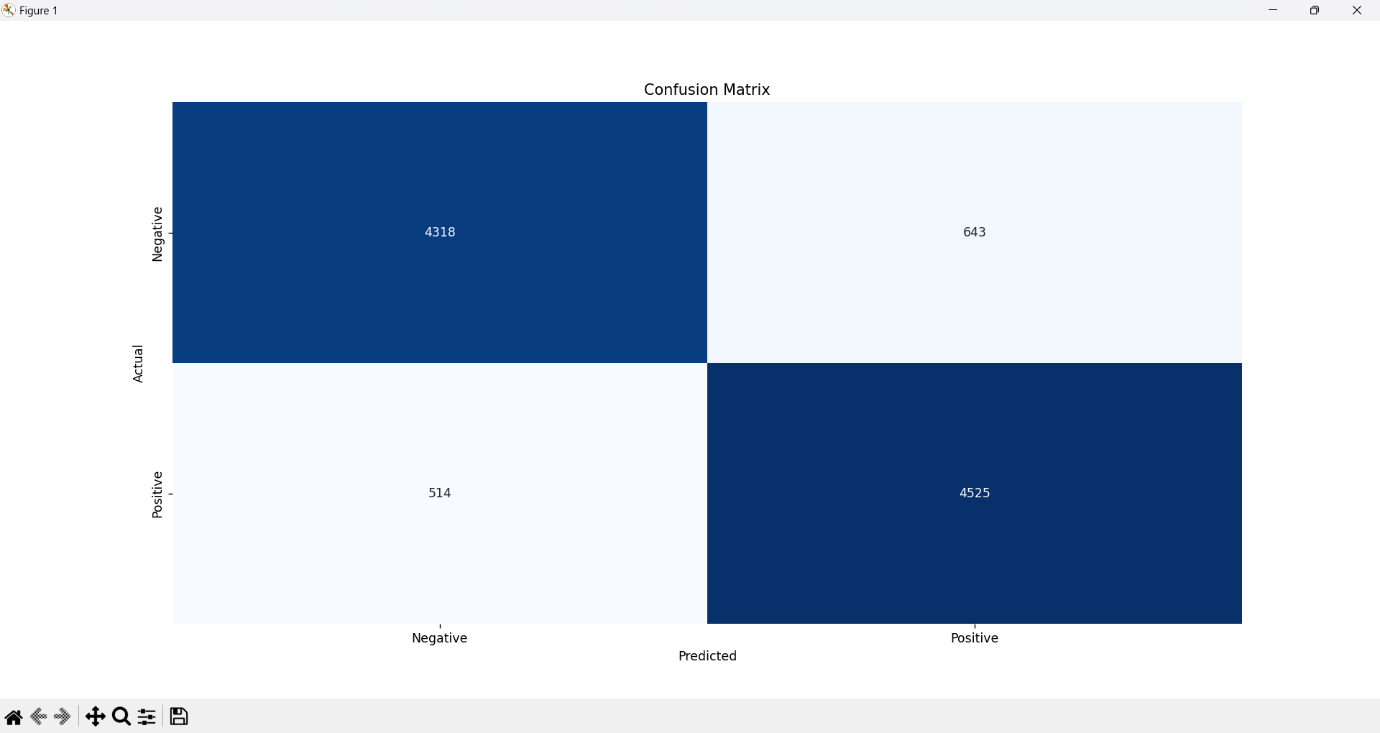 Figure 1
Confusion Matrix
Negative
4318
643
Actual
Positive
514
4525
Negative
Positive
Predicted